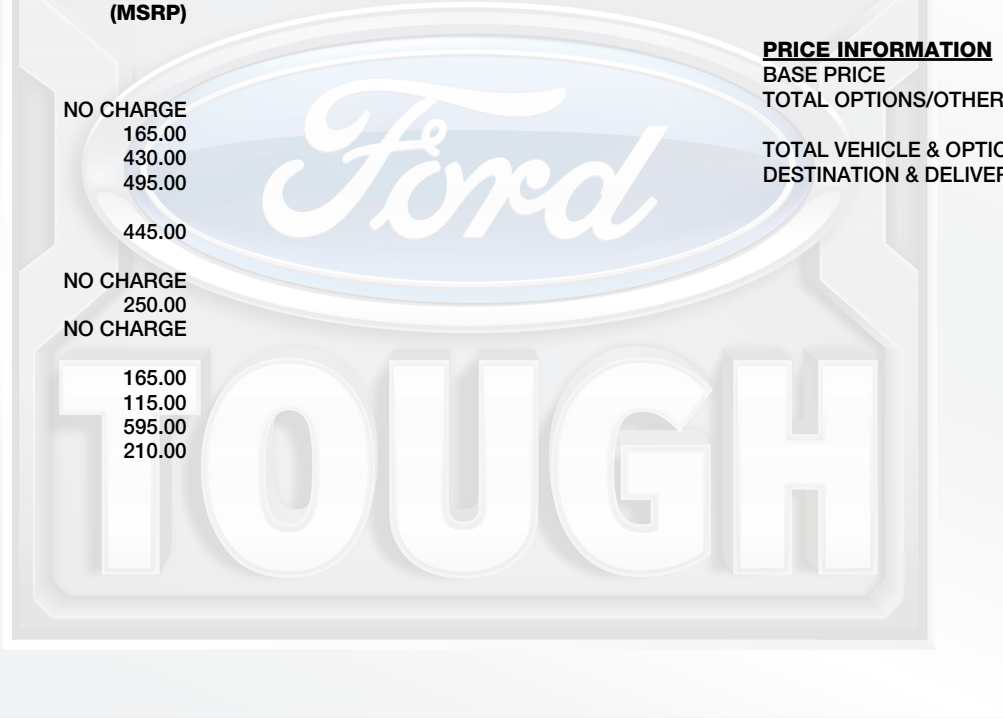 (MSRP)
NO CHARGE
165.00
430.00
495.00
445.00
NO CHARGE
250.00
NO CHARGE
165.00
115.00
595.00
210.00
PRICE INFORMATION
BASE PRICE
TOTAL OPTIONS/OTHER
TOTAL VEHICLE & OPTIO
DESTINATION & DELIVER
Ford
TOUGH